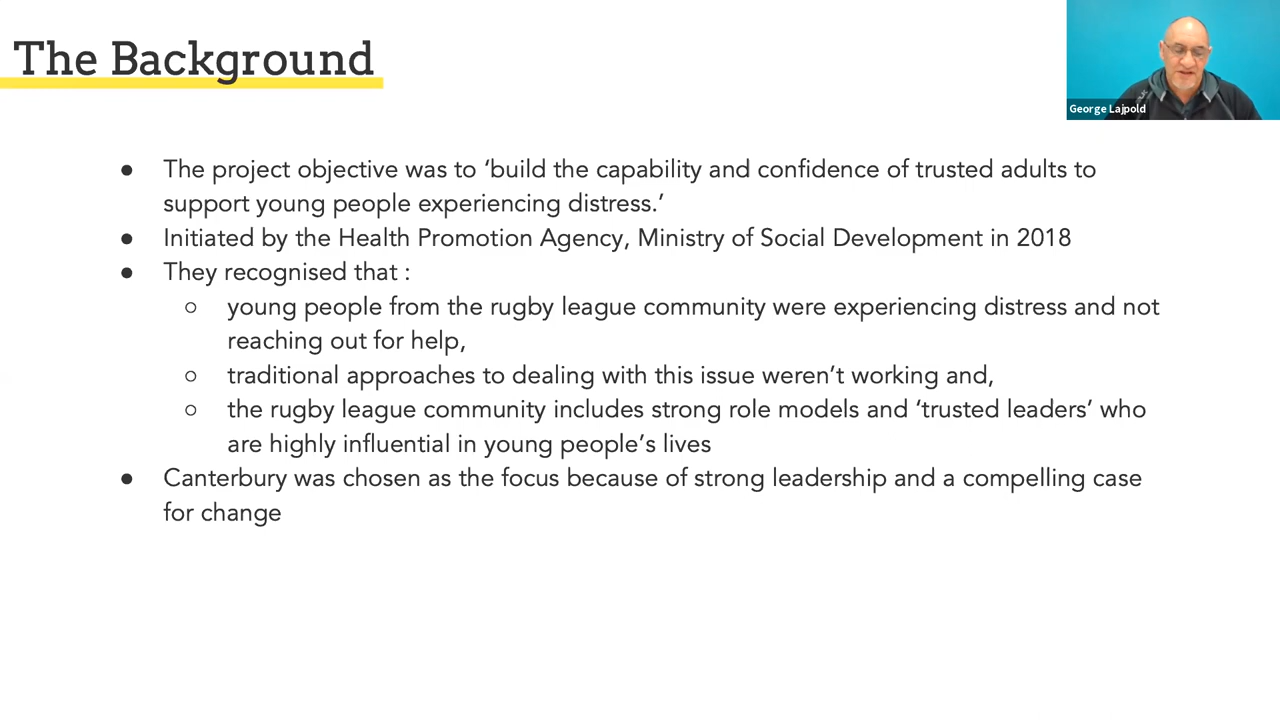 The Background
George Lajpold
● The project objective was to ‘build the capability and confidence of trusted adults to
support young people experiencing distress.’
● Initiated by the Health Promotion Agency, Ministry of Social Development in 2018
● They recognised that :
○ young people from the rugby league community were experiencing distress and not
reaching out for help,
○ traditional approaches to dealing with this issue weren’t working and,
○ the rugby league community includes strong role models and ‘trusted leaders’ who
are highly influential in young people’s lives
● Canterbury was chosen as the focus because of strong leadership and a compelling case
for change